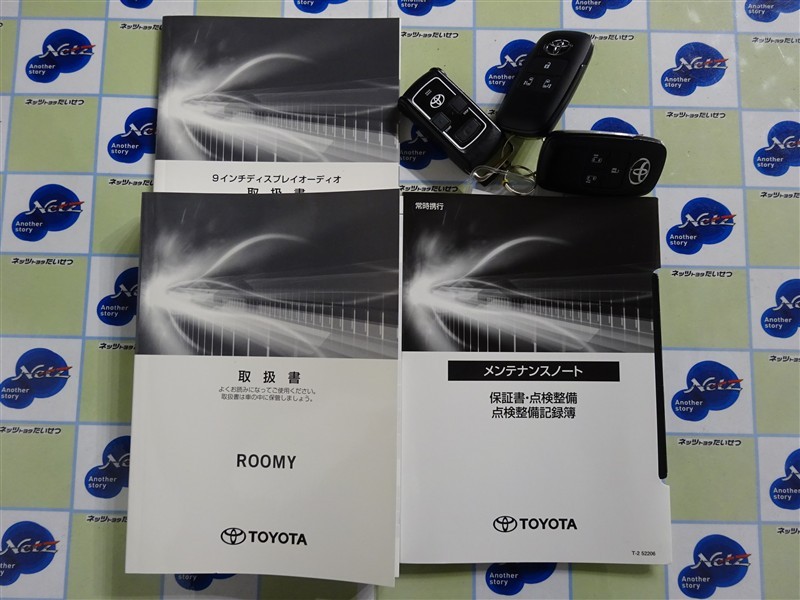 9インチディスプレイオーディオ
取扱書
取扱書
よくお読みになってご使用ください。
取扱書は車の中に保管しましょう。
ROOMY
TOYOTA
常時携行
メンテナンスノート
保証書・点検整備
点検整備記録簿
TOYOTA
T-2 52206
Netz
Another
story
ネッツトヨタたいせつ